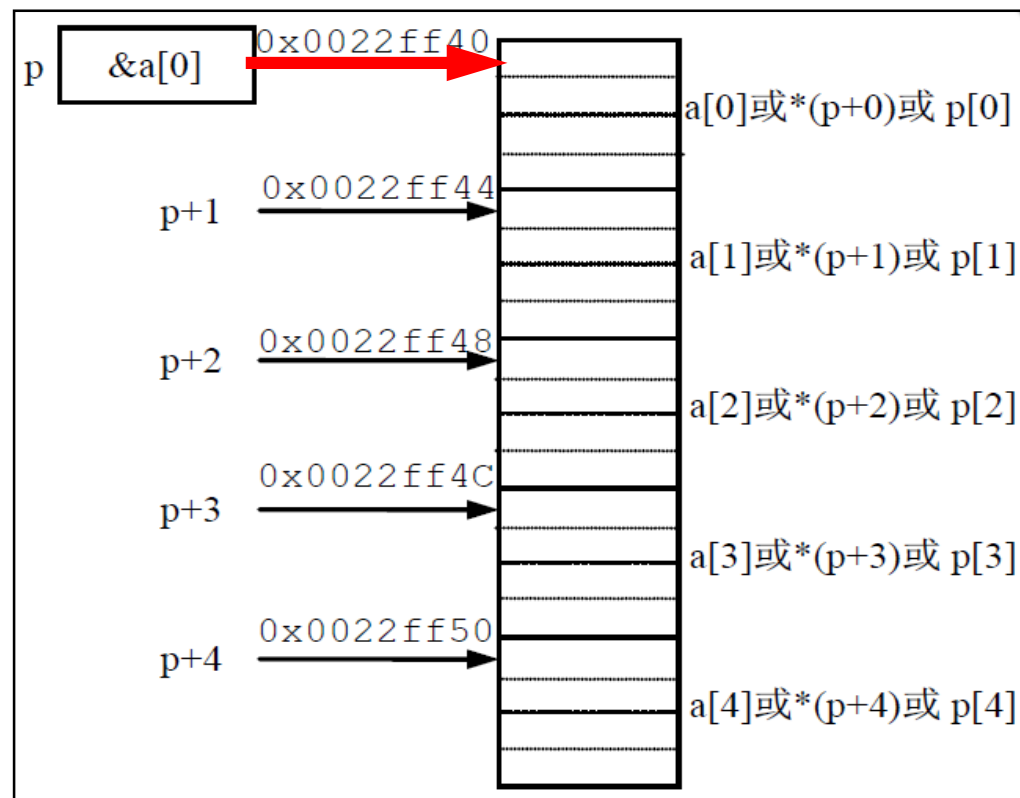 0x0022ff40
p &a[0]
a[0]或*(p+0)或 p[0]
0x0022ff44
p+1
a[1]或*(p+1)或 p[1]
0x0022ff48
p+2
a[2]或*(p+2)或 p[2]
0x0022ff4C
p+3
a[3]或*(p+3)或 p[3]
0x0022ff50
p+4
a[4]或*(p+4)或 p[4]